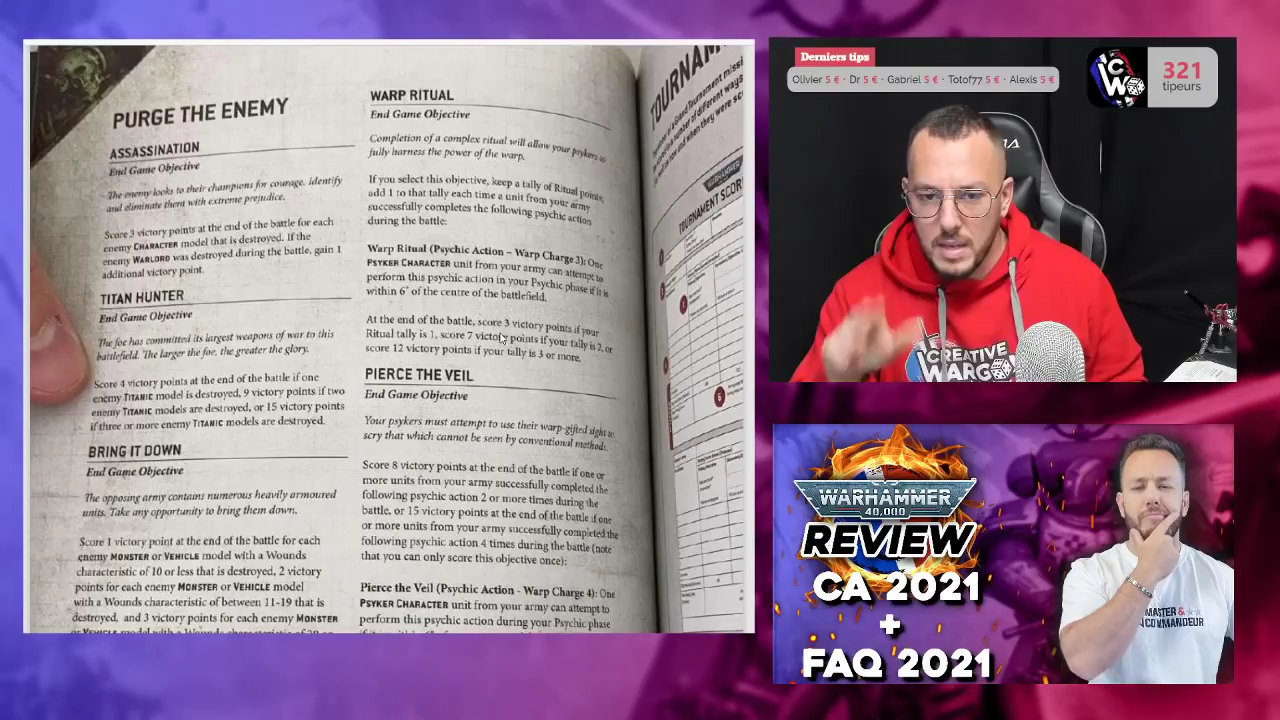 PURGE THE ENEMY
ASSASSINATION
End Game Objective
The enemy looks to their champions for courage, identify
and eliminate them with extreme prejudice.
Score 3 victory points at the end of the battle for each
enemy CHARACTER model that is destroyed. If the
enemy WARLORD was destroyed during the battle, gain 1
additional victory point.
TITAN HUNTER
End Game Objective
The foe has committed its largest weapons of war to this
battlefield. The larger the foe, the greater the glory.
Score 4 victory points at the end of the battle if one
enemy TITANIC model is destroyed, 9 victory points if two
enemy TITANIC models are destroyed, or 15 victory points
if three or more enemy TITANIC models are destroyed.
BRING IT DOWN
End Game Objective
The opposing army contains numerous heavily armoured
units. Take any opportunity to bring them down.
Score 1 victory point at the end of the battle for each
enemy MONSTER or VEHICLE model with a Wounds
characteristic of 10 or less that is destroyed, 2 victory
points for each enemy MONSTER or VEHICLE model
with a Wounds characteristic of between 11-19 that is
destroyed, and 3 victory points for each enemy MONSTER
or VEHICLE model with a Wounds characteristic of 20 or
WARP RITUAL
End Game Objective
Completion of a complex ritual will allow your psykers to
fully harness the power of the warp.
If you select this objective, keep a tally of Ritual points;
add 1 to that tally each time a unit from your army
successfully completes the following psychic action
during the battle:
Warp Ritual (Psychic Action – Warp Charge 3): One
PSYKER CHARACTER unit from your army can attempt to
perform this psychic action in your Psychic phase if it is
within 6" of the centre of the battlefield.
At the end of the battle, score 3 victory points if your
Ritual tally is 1, score 7 victory points if your tally is 2, or
score 12 victory points if your tally is 3 or more.
PIERCE THE VEIL
End Game Objective
Your psykers must attempt to use their warp-gifted sight to
scry that which cannot be seen by conventional methods.
Score 8 victory points at the end of the battle if one or
more units from your army successfully completed the
following psychic action 2 or more times during the
battle, or 15 victory points at the end of the battle if one
or more units from your army successfully completed the
following psychic action 4 times during the battle (note
that you can only score this objective once):
Pierce the Veil (Psychic Action - Warp Charge 4): One
PSYKER CHARACTER unit from your army can attempt to
perform this psychic action during your Psychic phase
TOURNAM
WARHAMMER
TOURNAMENT SCOR
Derniers tips
Olivier 5 € · Dr 5 € · Gabriel 5 € · Totof77 5 € · Alexis 5 €
CW
321
tipeurs
CREATIVE
WARG
WARHAMMER
40,000
REVIEW
CA 2021
+
FAQ 2021
MASTER &
COMMANDEUR